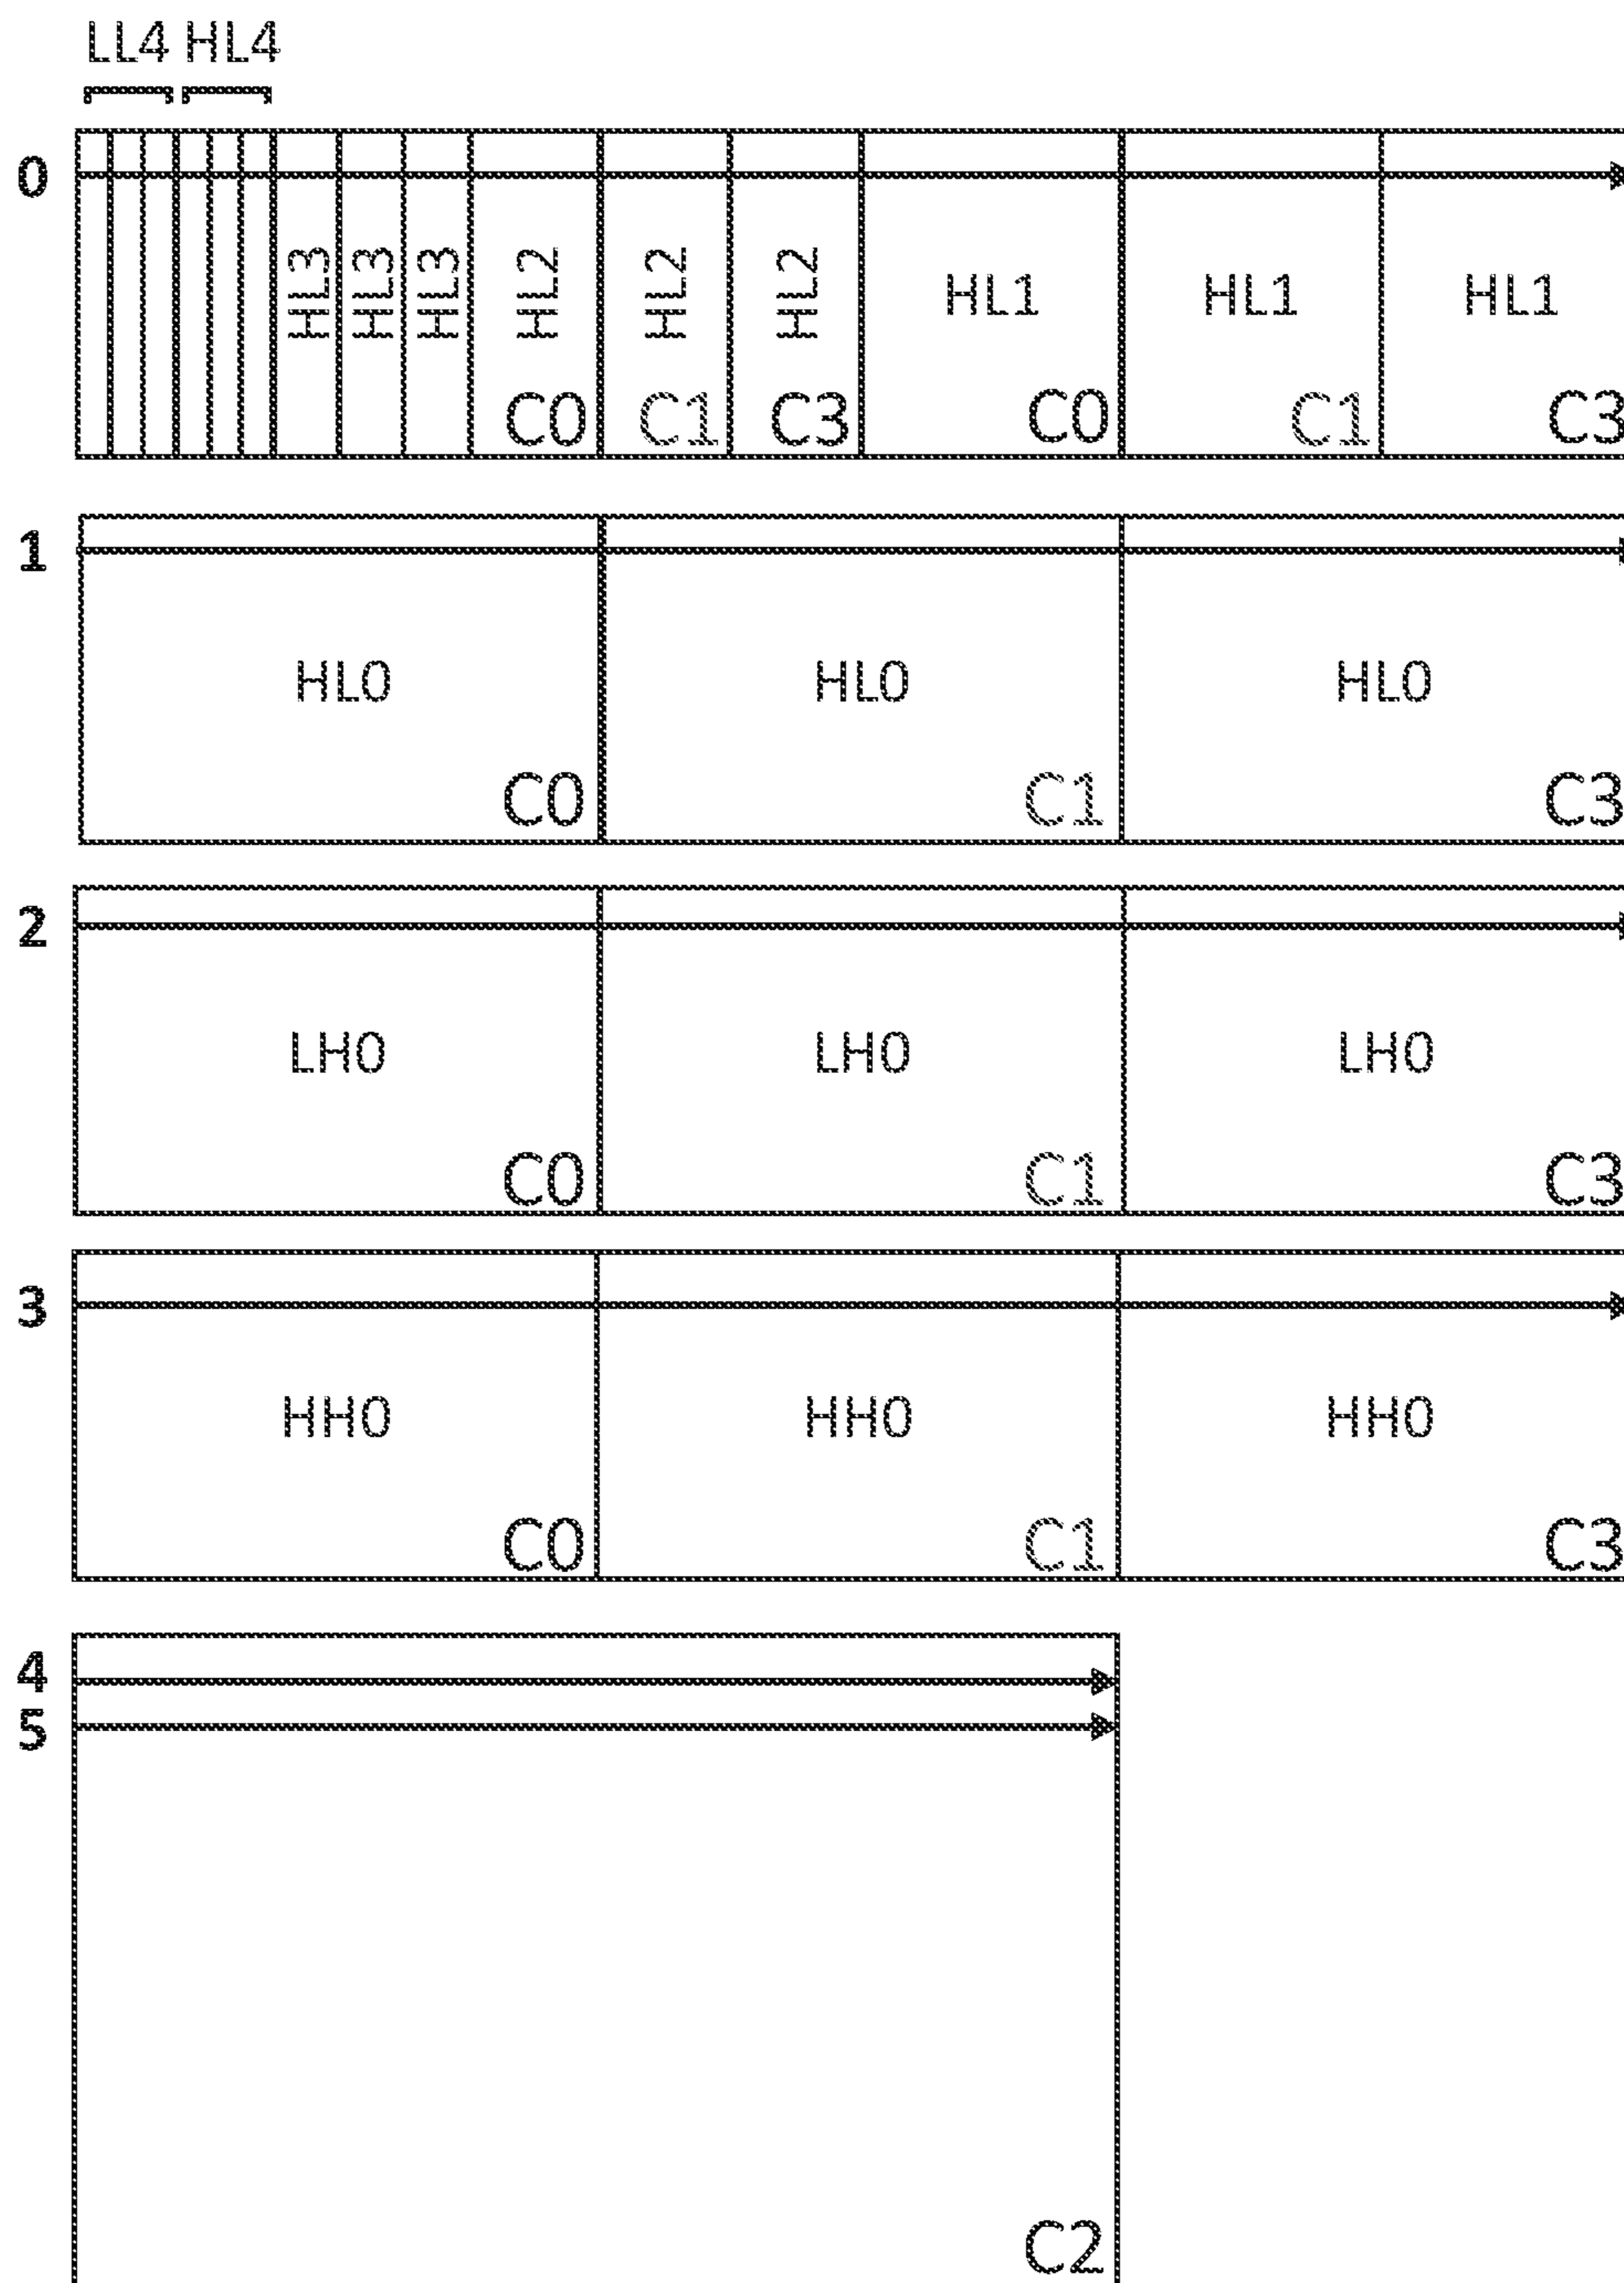 LL4 HL4
0
HL3 HL3 HL3 HL2 HL2 HL2 HL1 HL1 HL1
C0 C1 C3 C0 C1 C3
1
HL0 HL0 HL0
C0 C1 C3
2
LH0 LH0 LH0
C0 C1 C3
3
HH0 HH0 HH0
C0 C1 C3
4
5
C2